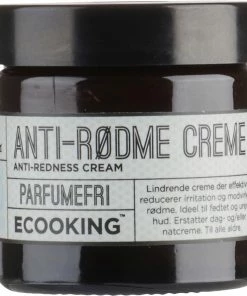 ANTI-RØDME CREME
ANTI-REDNESS CREAM
PARFUMEFRI
ECOOKING™
Lindrende creme der effektivt
reducerer irritation og modvirker
rødme. Ideel til fedtet og uren
hud. Erstatter dag- og/eller
natcreme. Til alle aldre.